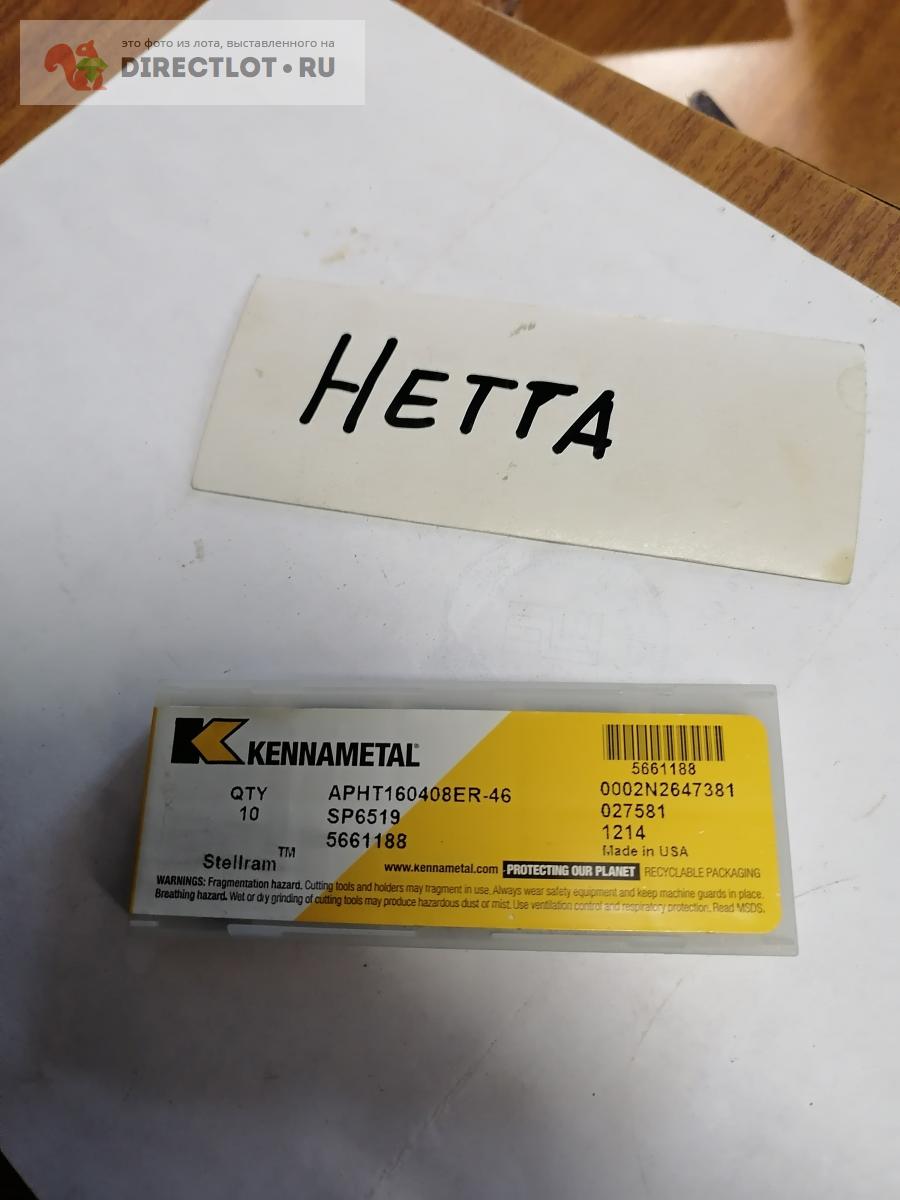 это фото из лота, выставленного на
DIRECTLOT•RU
НЕТТА
KENNAMETAL
5661188
QTY APHT160408ER-46 0002N2647381
10 SP6519 027581
5661188 1214
Stellram™ Made in USA
www.kennametal.com PROTECTING OUR PLANET RECYCLABLE PACKAGING
WARNINGS: Fragmentation hazard. Cutting tools and holders may fragment in use. Always wear safety equipment and keep machine guards in place.
Breathing hazard. Wet or dry grinding of cutting tools may produce hazardous dust or mist. Use ventilation control and respiratory protection. Read MSDS.